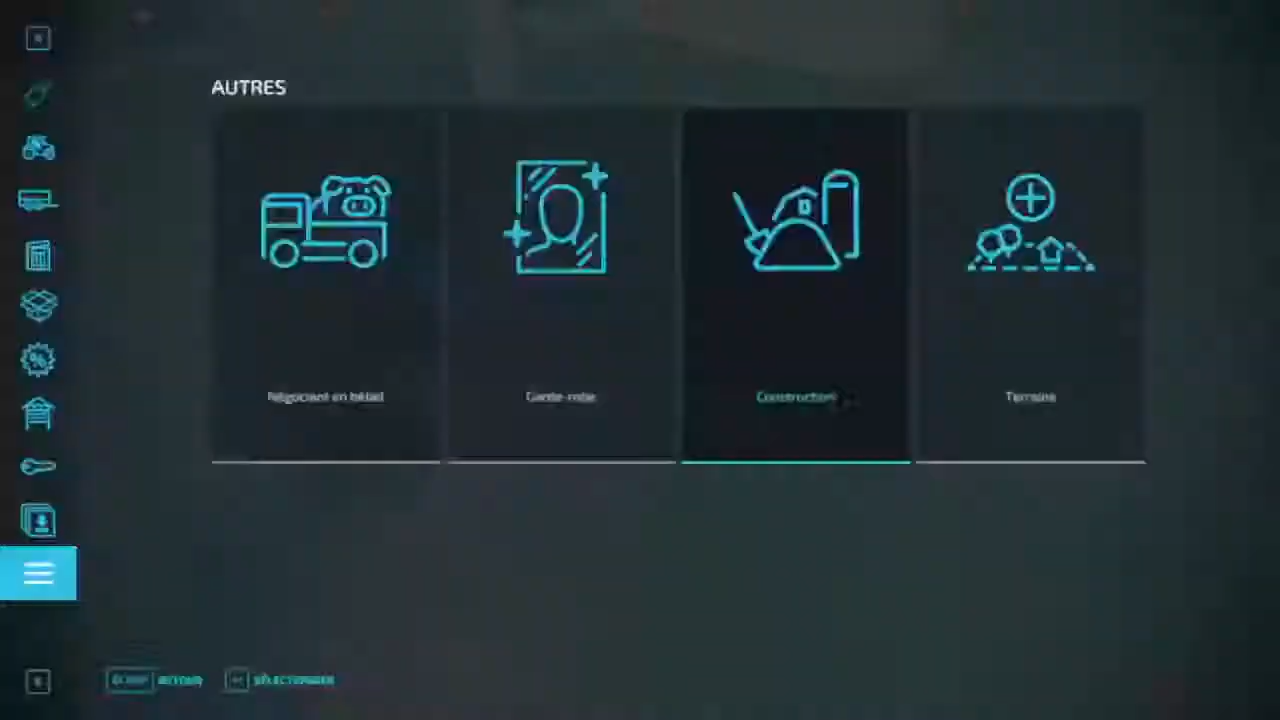 AUTRES
Négociant en bétail
Garde-robe
Construction
Terrains
RETOUR
SÉLECTIONNER